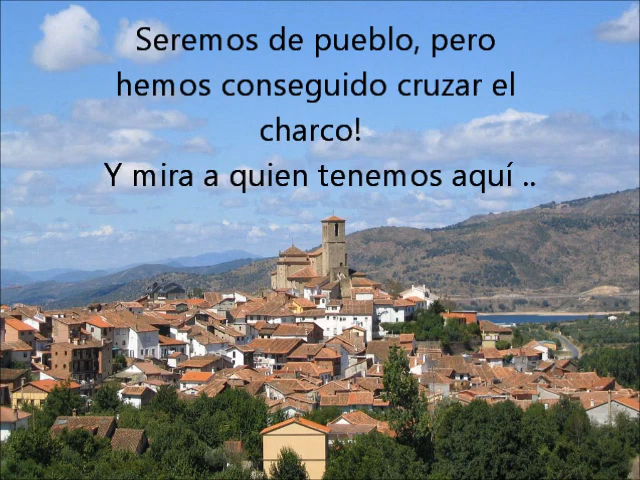 Seremos de pueblo, pero
hemos conseguido cruzar el
charco!
Y mira a quien tenemos aquí ..